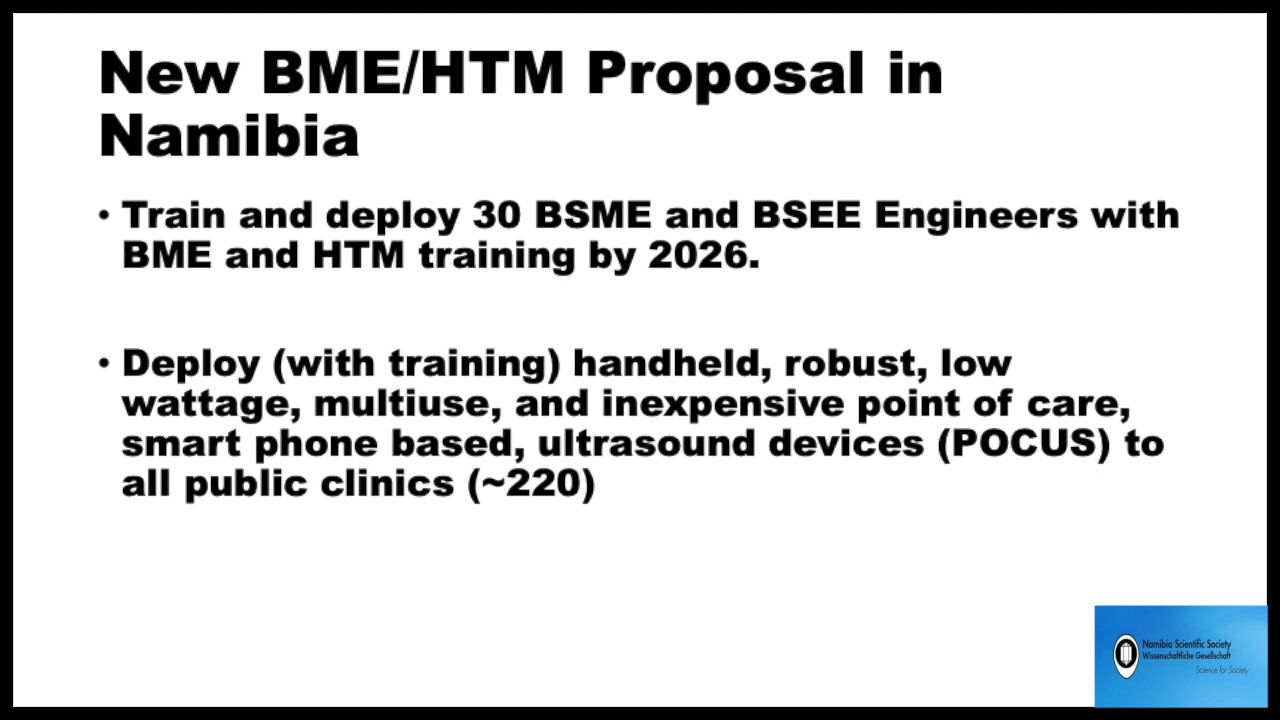 New BME/HTM Proposal in
Namibia
• Train and deploy 30 BSME and BSEE Engineers with
BME and HTM training by 2026.
• Deploy (with training) handheld, robust, low
wattage, multiuse, and inexpensive point of care,
smart phone based, ultrasound devices (POCUS) to
all public clinics (~220)
Namibia Scientific Society
Wissenschaftliche Gesellschaft
Science for Society